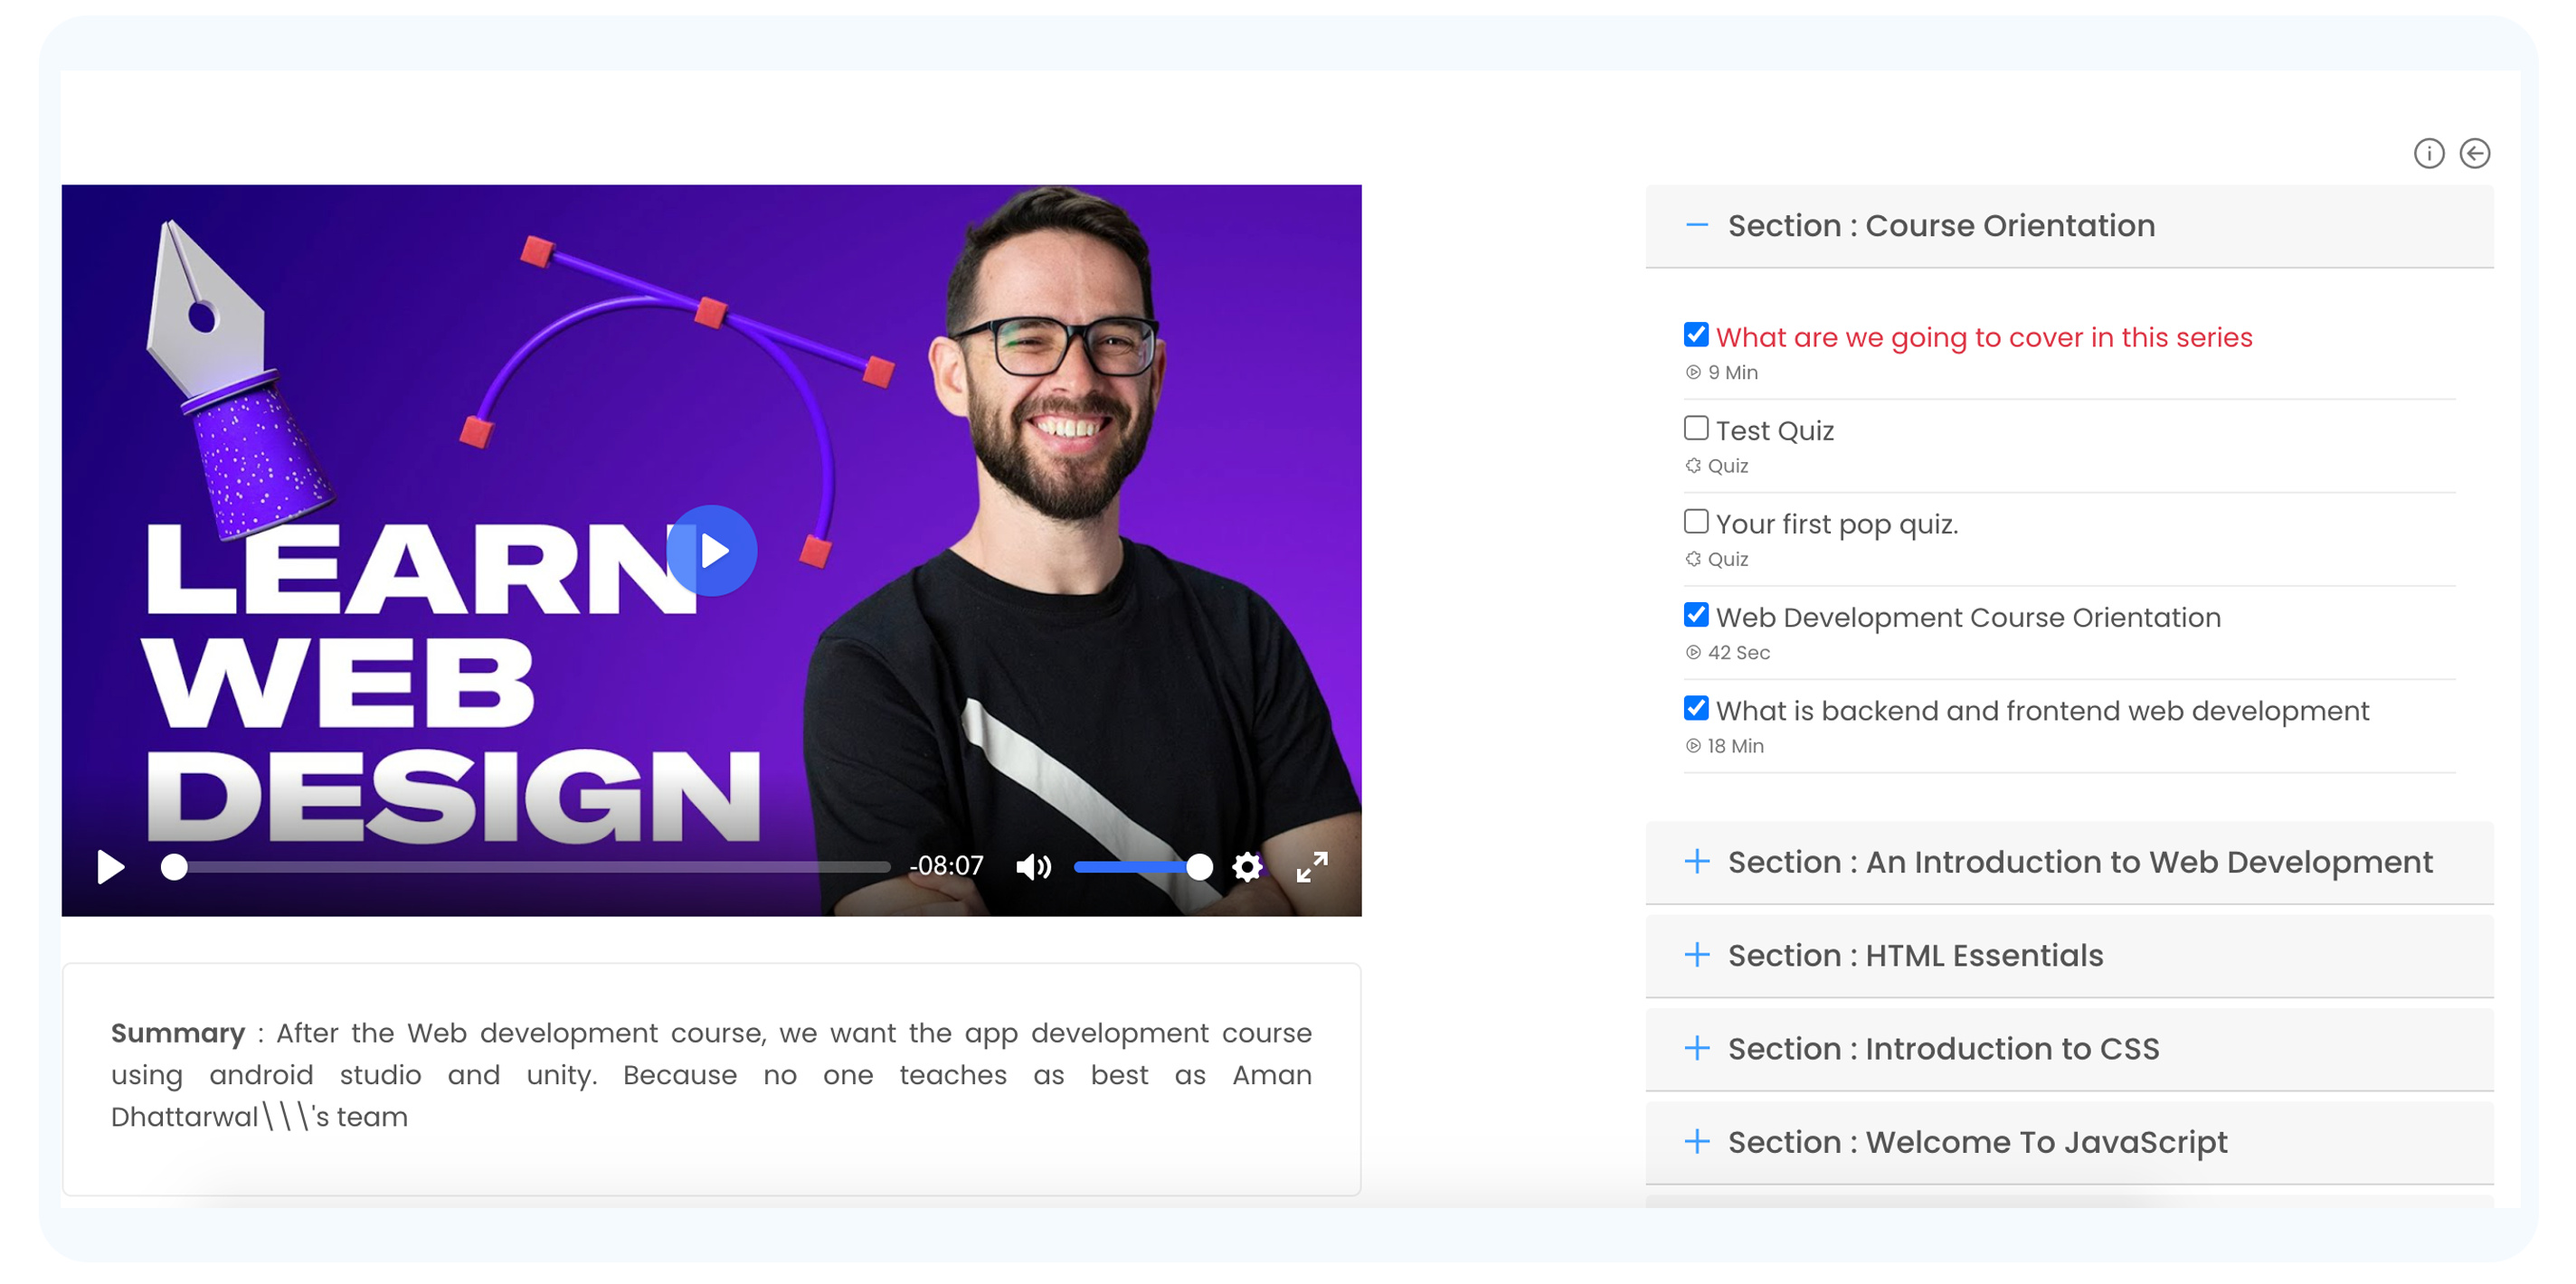 LEARN
WEB
DESIGN
-08:07
Summary : After the Web development course, we want the app development course
using android studio and unity. Because no one teaches as best as Aman
Dhattarwal\\\'s team
Section : Course Orientation
What are we going to cover in this series
9 Min
Test Quiz
Quiz
Your first pop quiz.
Quiz
Web Development Course Orientation
42 Sec
What is backend and frontend web development
18 Min
Section : An Introduction to Web Development
Section : HTML Essentials
Section : Introduction to CSS
Section : Welcome To JavaScript